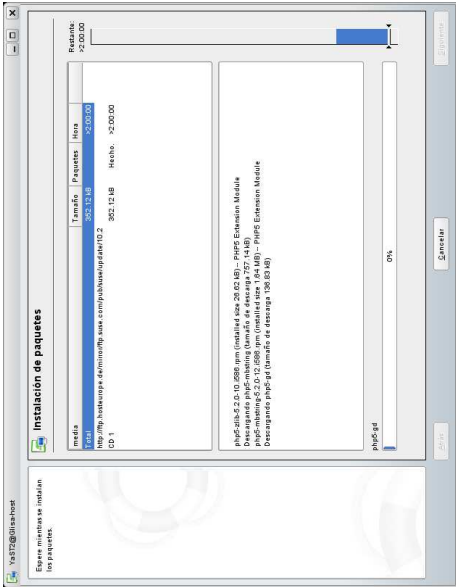 YaST2@Glisa-host
Espere mientras se instalan
los paquetes.
Instalación de paquetes
media Tamaño Paquetes Hora
Total 352.12 kB >2:00:00
http://ftp.hosteurope.de/mirror/ftp.suse.com/pub/suse/update/10.2
CD 1 352.12 kB Hecho. >2:00:00
Restante:
>2:00:00
php5-zlib-5.2.0-10.i586.rpm (installed size 26.62 kB) -- PHP5 Extension Module
Descargando php5-mbstring (tamaño de descarga 757.14 kB)
php5-mbstring-5.2.0-12.i586.rpm (installed size 1.64 MB) -- PHP5 Extension Module
Descargando php5-gd (tamaño de descarga 136.83 kB)
php5-gd
0%
Atrás
Cancelar
Siguiente